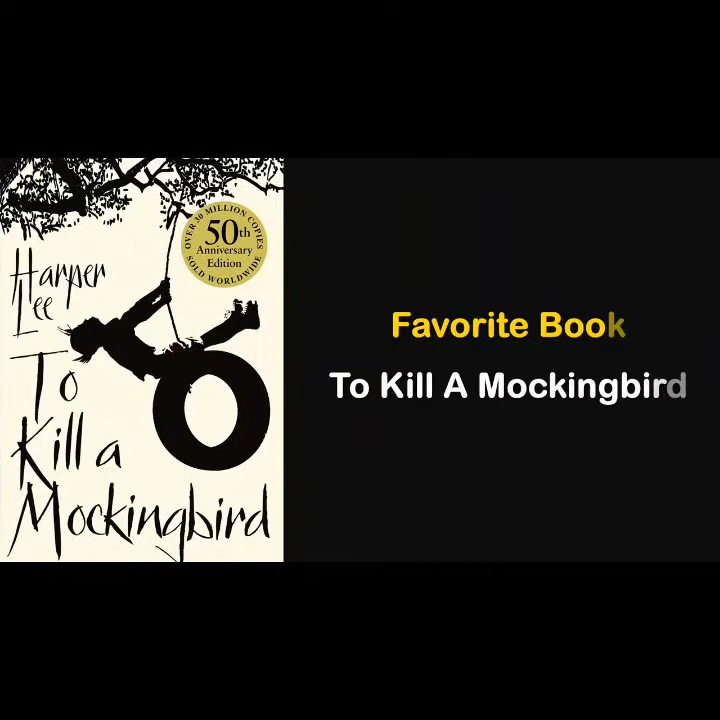 OVER 30 MILLION COPIES
50th
Anniversary
Edition
SOLD WORLDWIDE
Harper
Lee
To
Kill a
Mockingbird
Favorite Book
To Kill A Mockingbird